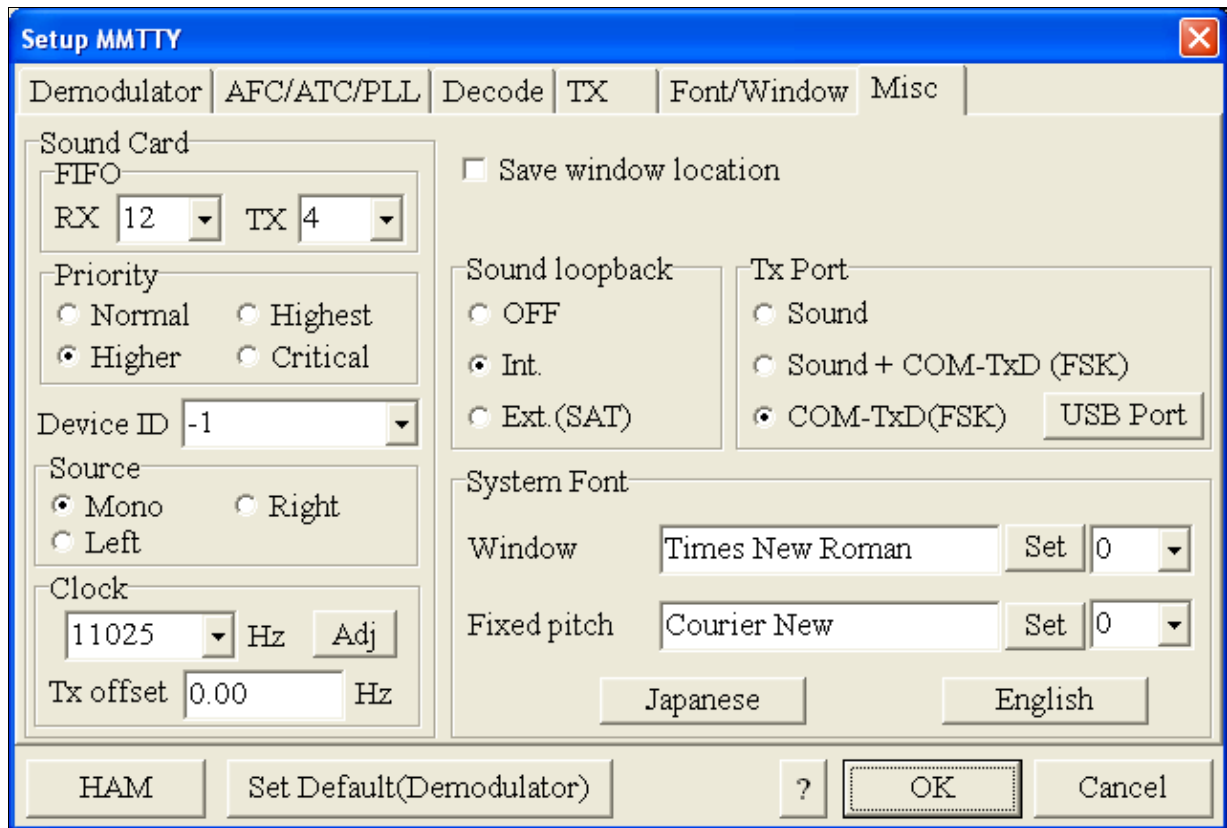 Setup MMTTY
Demodulator AFC/ATC/PLL Decode TX Font/Window Misc
Sound Card
FIFO
RX 12 TX 4
Priority
Normal Highest
Higher Critical
Device ID -1
Source
Mono Right
Left
Clock
11025 Hz Adj
Tx offset 0.00 Hz
Save window location
Sound loopback
OFF
Int.
Ext.(SAT)
Tx Port
Sound
Sound + COM-TxD (FSK)
COM-TxD(FSK) USB Port
System Font
Window Times New Roman Set 0
Fixed pitch Courier New Set 0
Japanese English
HAM Set Default(Demodulator) ? OK Cancel